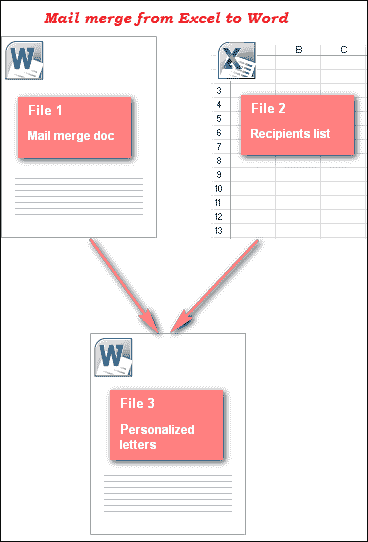 Mail merge from Excel to Word
W
X
B C
File 1
Mail merge doc
File 2
Recipients list
3
4
5
6
7
8
9
10
11
12
13
W
File 3
Personalized
letters